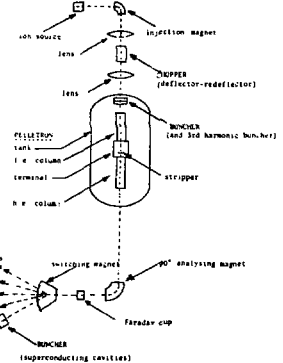 ion source
injection magnet
lens
CHOPPER
(deflector-redeflector)
lens
BUNCHER
(and 3rd harmonic buncher)
PELLETRON
tank
l e column
terminal
stripper
h e column
switching magnet
90° analysing magnet
Faraday cup
BUNCHER
(superconducting cavities)